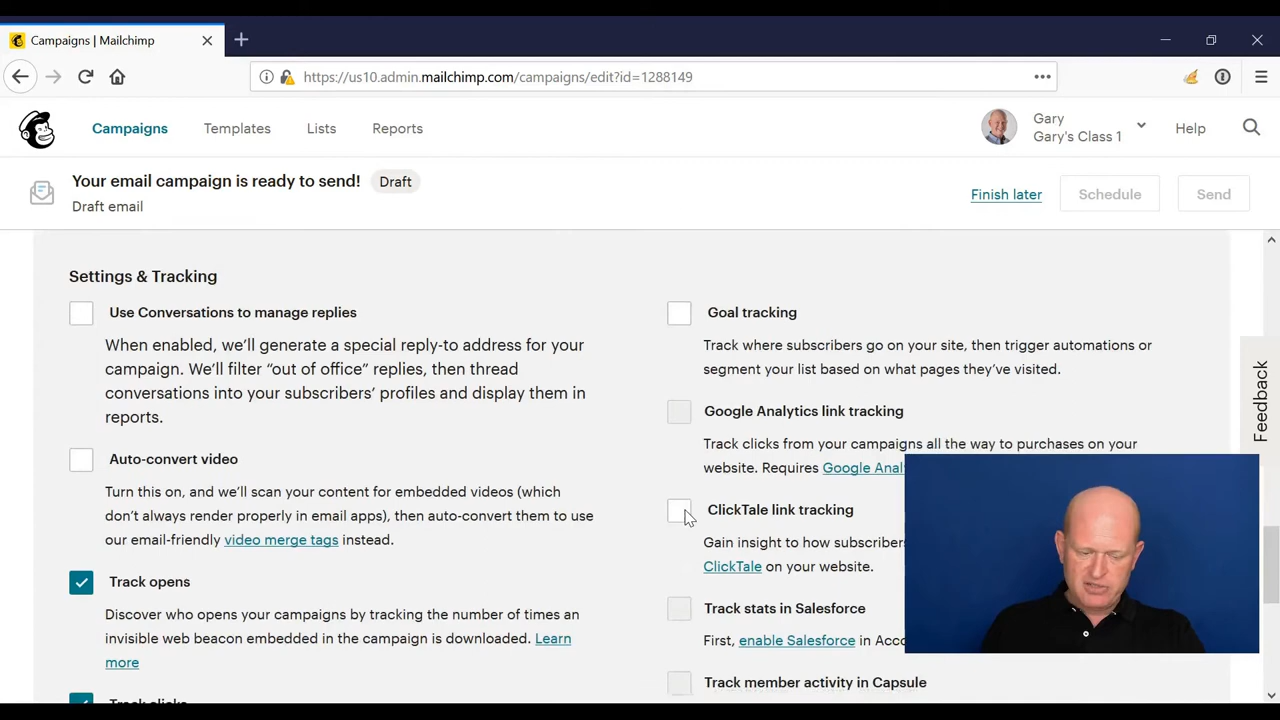 Campaigns | Mailchimp
https://us10.admin.mailchimp.com/campaigns/edit?id=1288149
Campaigns Templates Lists Reports
Gary
Gary's Class 1
Help
Your email campaign is ready to send! Draft
Draft email
Finish later Schedule Send
Settings & Tracking
Use Conversations to manage replies
When enabled, we'll generate a special reply-to address for your
campaign. We'll filter “out of office” replies, then thread
conversations into your subscribers' profiles and display them in
reports.
Auto-convert video
Turn this on, and we'll scan your content for embedded videos (which
don't always render properly in email apps), then auto-convert them to use
our email-friendly video merge tags instead.
Track opens
Discover who opens your campaigns by tracking the number of times an
invisible web beacon embedded in the campaign is downloaded. Learn
more
Track clicks
Goal tracking
Track where subscribers go on your site, then trigger automations or
segment your list based on what pages they've visited.
Google Analytics link tracking
Track clicks from your campaigns all the way to purchases on your
website. Requires Google Anal
ClickTale link tracking
Gain insight to how subscribers
ClickTale on your website.
Track stats in Salesforce
First, enable Salesforce in Acco
Track member activity in Capsule
Feedback